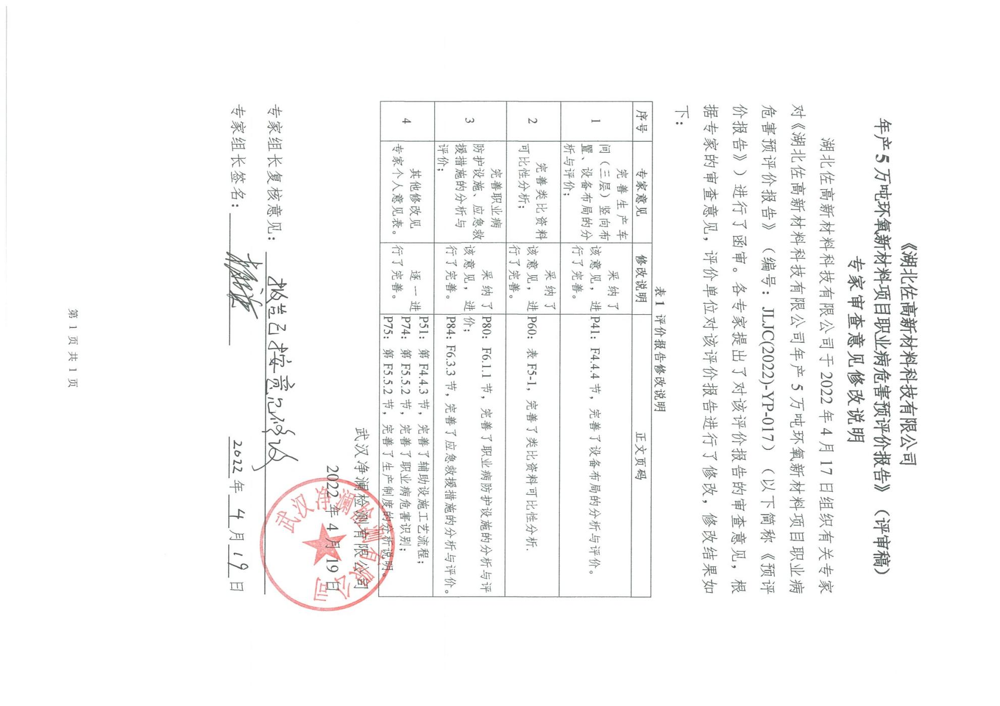 《湖北佐高新材料科技有限公司
年产5万吨环氧新材料项目职业病危害预评价报告》（评审稿）
专家审查意见修改说明
湖北佐高新材料科技有限公司于2022年4月17日组织有关专家
对《湖北佐高新材料科技有限公司年产5万吨环氧新材料项目职业病
危害预评价报告》（编号：JLJC(2022)-YP-017）（以下简称《预评
价报告》）进行了函审。各专家提出了对该评价报告的审查意见，根
据专家的审查意见，评价单位对该评价报告进行了修改，修改结果如
下：
表1 评价报告修改说明
序号 专家意见 修改说明 正文页码
1
完善生产车
间（三层）竖向布
置、设备布局的分
析与评价；
采纳了
该意见，进
行了完善。
P41：F4.4.4节，完善了设备布局的分析与评价。
2
完善类比资料
可比性分析；
采纳了
该意见，进
行了完善。
P60：表F5-1，完善了类比资料可比性分析.
3
完善职业病
防护设施、应急救
援措施的分析与
评价；
采纳了
该意见，进
行了完善。
P80：F6.1.1节，完善了职业病防护设施的分析与评
价；
P84：F6.3.3节，完善了应急救援措施的分析与评价。
4
其他修改见
专家个人意见表。
逐一进
行了完善。
P51：第F4.4.3节，完善了辅助设施工艺流程；
P74：第F5.5.2节，完善了职业病危害识别；
P75：第F5.5.2节，完善了生产制度的分析说明。
武汉净澜检测有限公司
2022年4月19日
武汉净澜检测有限公司
专家组长复核意见：报告已按意见修改
专家组长签名：
2022年4月19日
第1页共1页